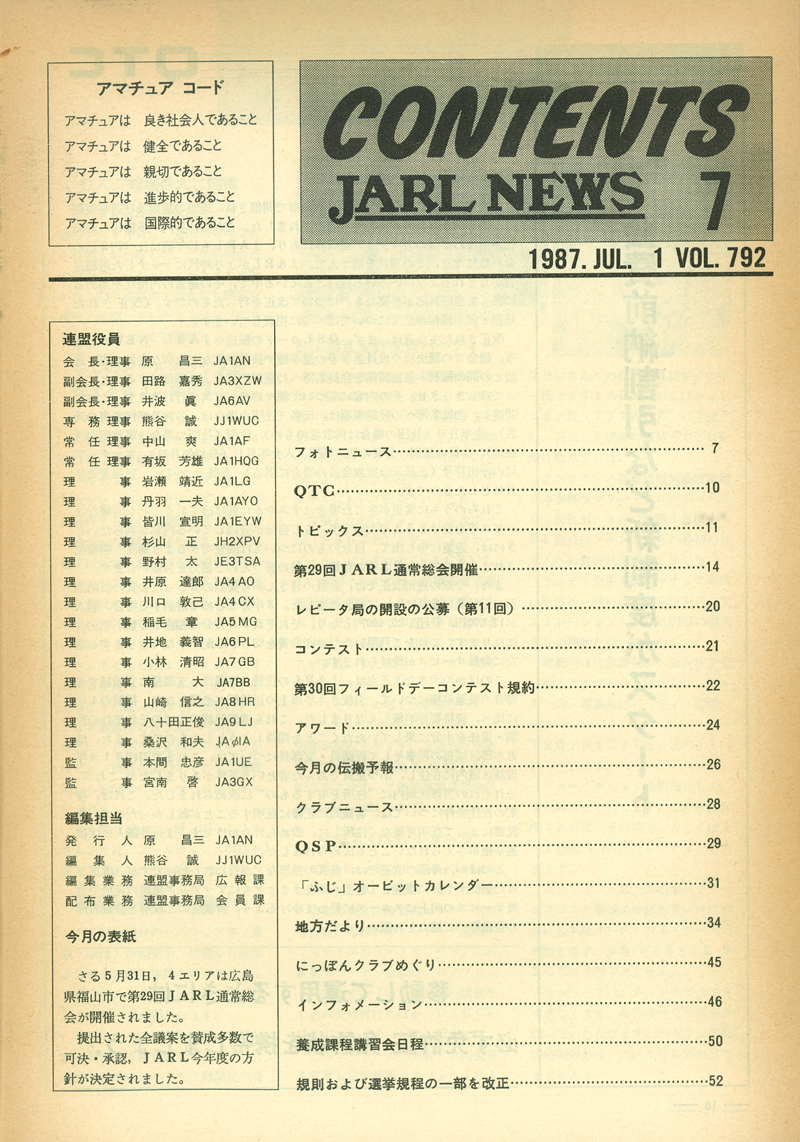 アマチュア コード
アマチュアは 良き社会人であること
アマチュアは 健全であること
アマチュアは 親切であること
アマチュアは 進歩的であること
アマチュアは 国際的であること
CONTENTS
JARL NEWS 7
1987. JUL. 1 VOL. 792
連盟役員
会長・理事 原 昌三 JA1AN
副会長・理事 田路 嘉秀 JA3XZW
副会長・理事 井波 眞 JA6AV
専務理事 熊谷 誠 JJ1WUC
常任理事 中山 爽 JA1AF
常任理事 有坂 芳雄 JA1HQG
理事 岩瀬 靖近 JA1LG
理事 丹羽 一夫 JA1AYO
理事 皆川 宣明 JA1EYW
理事 杉山 正 JH2XPV
理事 野村 太 JE3TSA
理事 井原 達郎 JA4AO
理事 川口 敦己 JA4CX
理事 稲毛 章 JA5MG
理事 井地 義智 JA6PL
理事 小林 清昭 JA7GB
理事 南 大 JA7BB
理事 山崎 信之 JA8HR
理事 八十田正俊 JA9LJ
理事 桑沢 和夫 JAφIA
監事 本間 忠彦 JA1UE
監事 宮南 啓 JA3GX
編集担当
発行人 原 昌三 JA1AN
編集人 熊谷 誠 JJ1WUC
編集業務 連盟事務局 広報課
配布業務 連盟事務局 会員課
今月の表紙
さる5月31日，4エリアは広島
県福山市で第29回JARL通常総
会が開催されました。
提出された全議案を賛成多数で
可決・承認，JARL今年度の方
針が決定されました。
フォトニュース…… 7
QTC……10
トピックス……11
第29回JARL通常総会開催……14
レピータ局の開設の公募（第11回）……20
コンテスト……21
第30回フィールドデーコンテスト規約……22
アワード……24
今月の伝搬予報……26
クラブニュース……28
QSP……29
「ふじ」オービットカレンダー……31
地方だより……34
にっぽんクラブめぐり……45
インフォメーション……46
養成課程講習会日程……50
規則および選挙規程の一部を改正……52